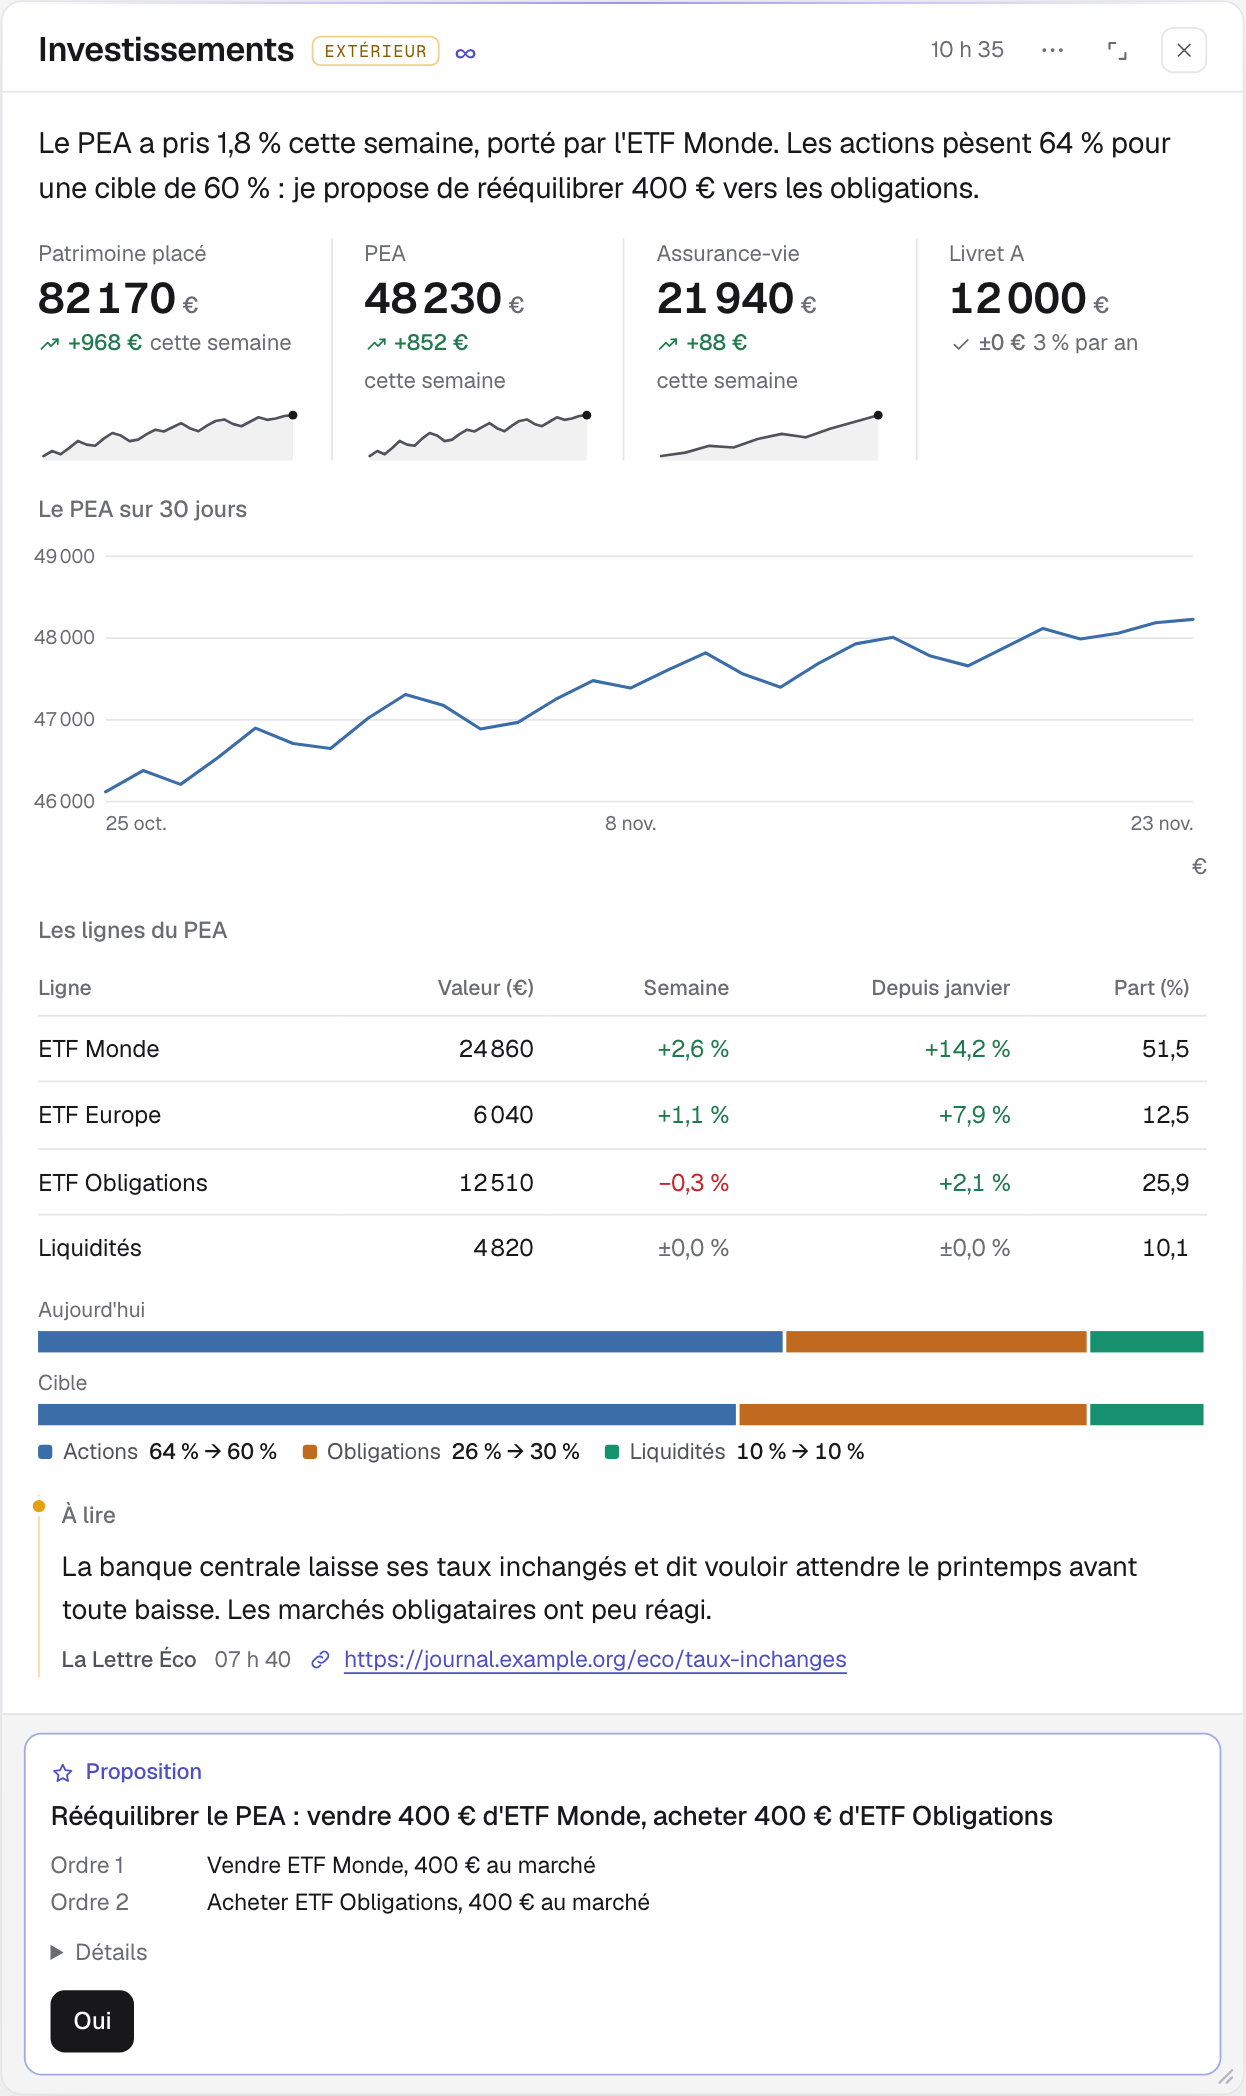 Investissements EXTÉRIEUR 10 h 35
Le PEA a pris 1,8 % cette semaine, porté par l'ETF Monde. Les actions pèsent 64 % pour
une cible de 60 % : je propose de rééquilibrer 400 € vers les obligations.
Patrimoine placé PEA Assurance-vie Livret A
82 170 € 48 230 € 21 940 € 12 000 €
+968 € cette semaine +852 € +88 € ±0 € 3 % par an
cette semaine cette semaine
Le PEA sur 30 jours
49 000
48 000
47 000
46 000
25 oct. 8 nov. 23 nov.
€
Les lignes du PEA
Ligne Valeur (€) Semaine Depuis janvier Part (%)
ETF Monde 24 860 +2,6 % +14,2 % 51,5
ETF Europe 6 040 +1,1 % +7,9 % 12,5
ETF Obligations 12 510 −0,3 % +2,1 % 25,9
Liquidités 4 820 ±0,0 % ±0,0 % 10,1
Aujourd'hui
Cible
Actions 64 % → 60 % Obligations 26 % → 30 % Liquidités 10 % → 10 %
À lire
La banque centrale laisse ses taux inchangés et dit vouloir attendre le printemps avant
toute baisse. Les marchés obligataires ont peu réagi.
La Lettre Éco 07 h 40 https://journal.example.org/eco/taux-inchanges
Proposition
Rééquilibrer le PEA : vendre 400 € d'ETF Monde, acheter 400 € d'ETF Obligations
Ordre 1 Vendre ETF Monde, 400 € au marché
Ordre 2 Acheter ETF Obligations, 400 € au marché
Détails
Oui